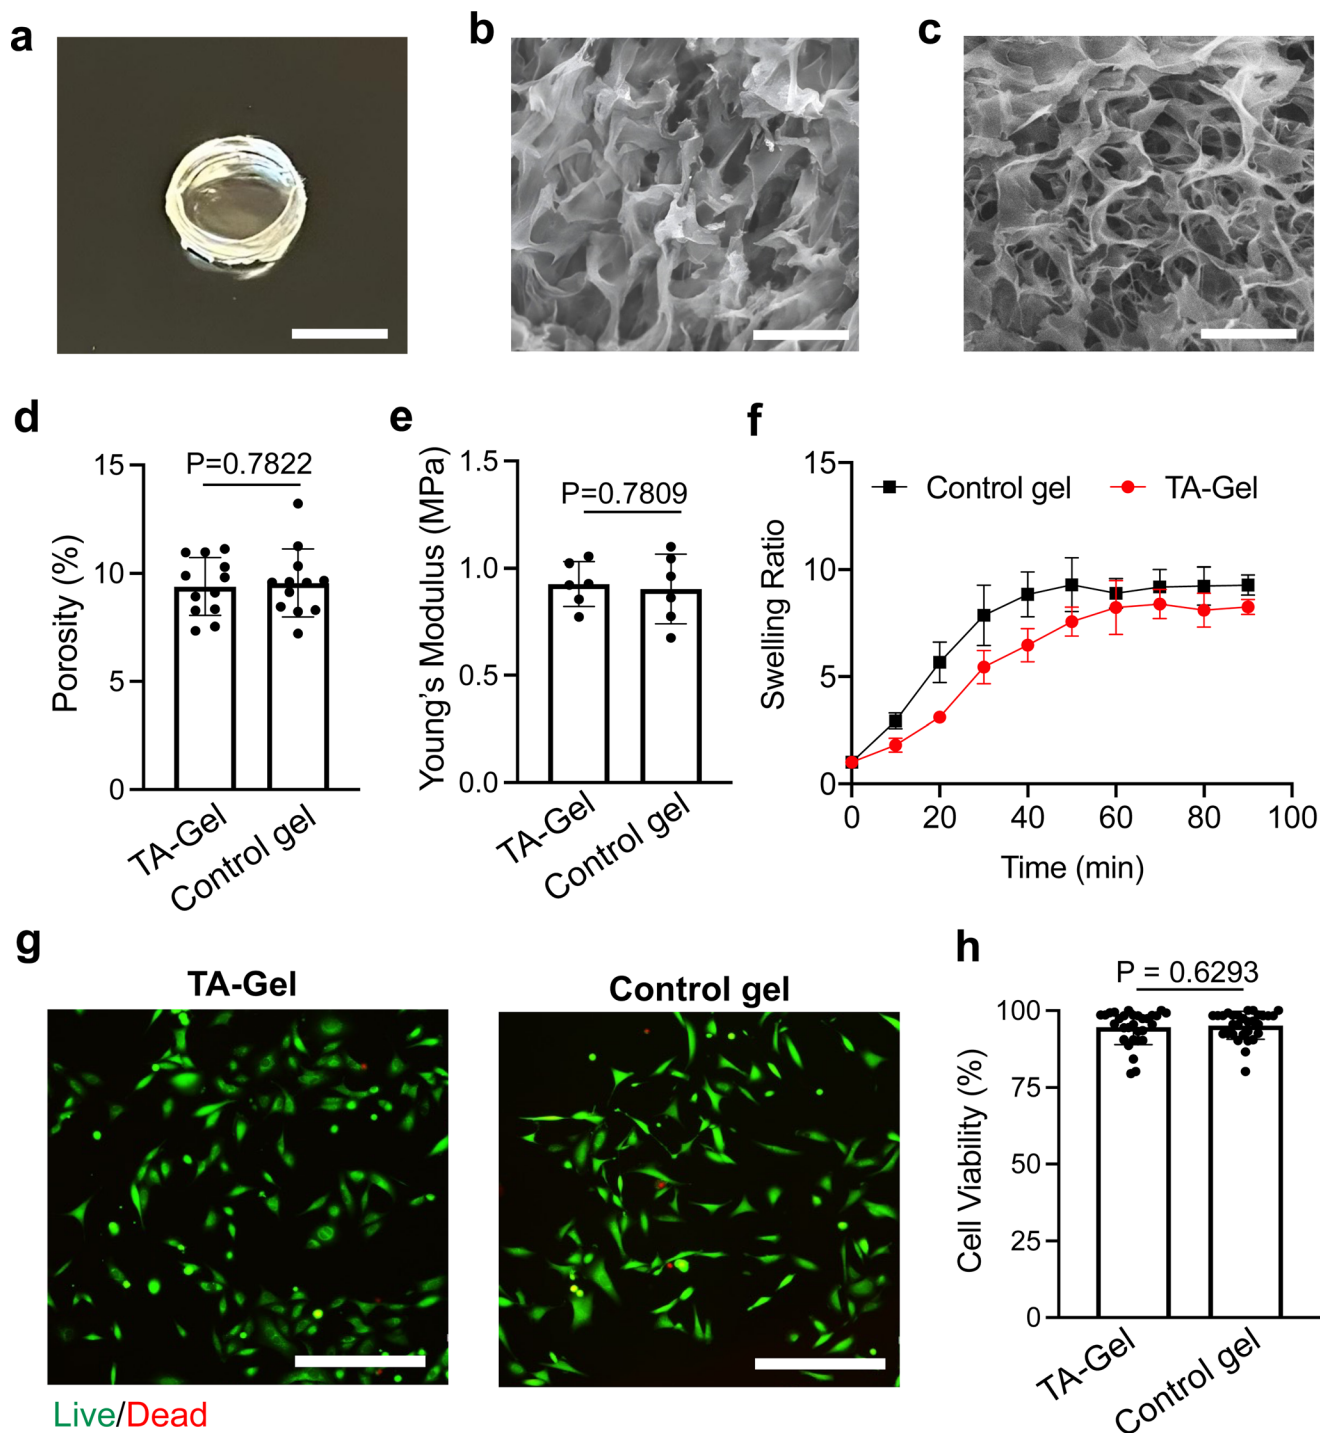 a
b
c
d
15
10
5
0
Porosity (%)
P=0.7822
TA-Gel
Control gel
e
1.5
1.0
0.5
0.0
Young's Modulus (MPa)
P=0.7809
TA-Gel
Control gel
f
15
10
5
0
Swelling Ratio
Control gel
TA-Gel
0 20 40 60 80 100
Time (min)
g
TA-Gel
Control gel
Live/Dead
h
P = 0.6293
100
75
50
25
0
Cell Viability (%)
TA-Gel
Control gel